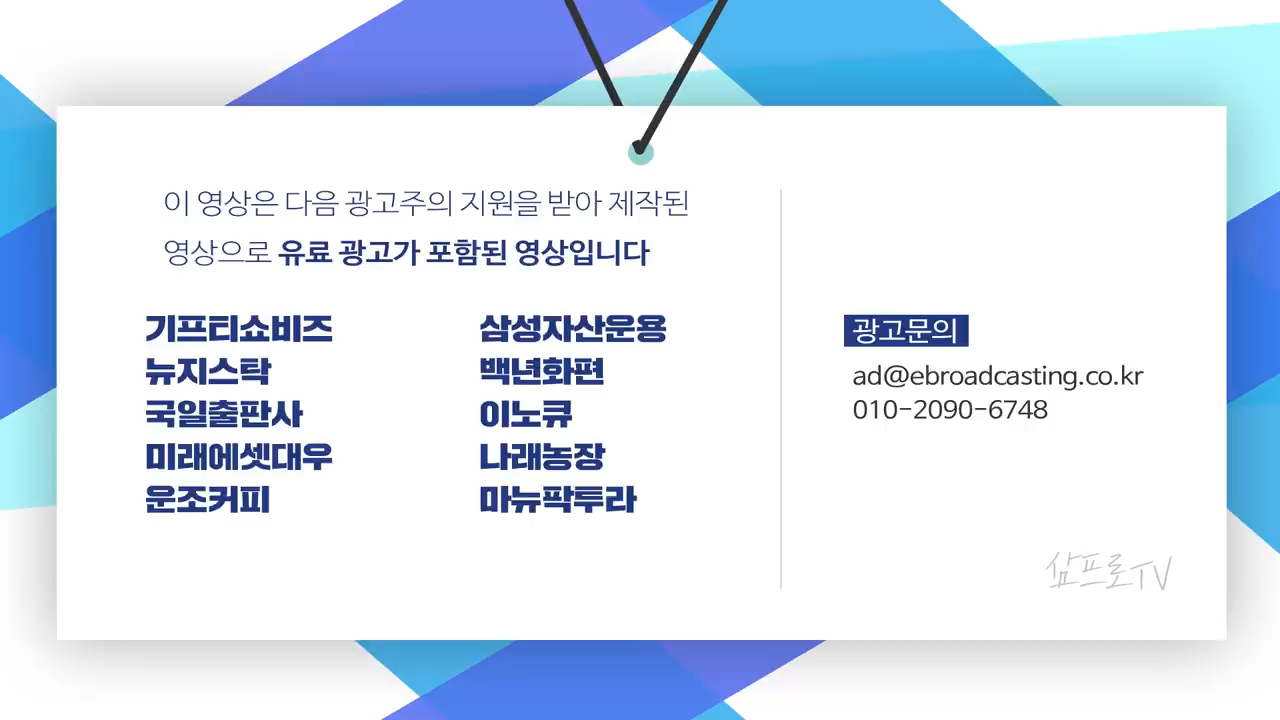 이 영상은 다음 광고주의 지원을 받아 제작된
영상으로 유료 광고가 포함된 영상입니다
기프티쇼비즈
뉴지스탁
국일출판사
미래에셋대우
운조커피
삼성자산운용
백년화편
이노큐
나래농장
마뉴팍투라
광고문의
ad@ebroadcasting.co.kr
010-2090-6748
삼프로TV